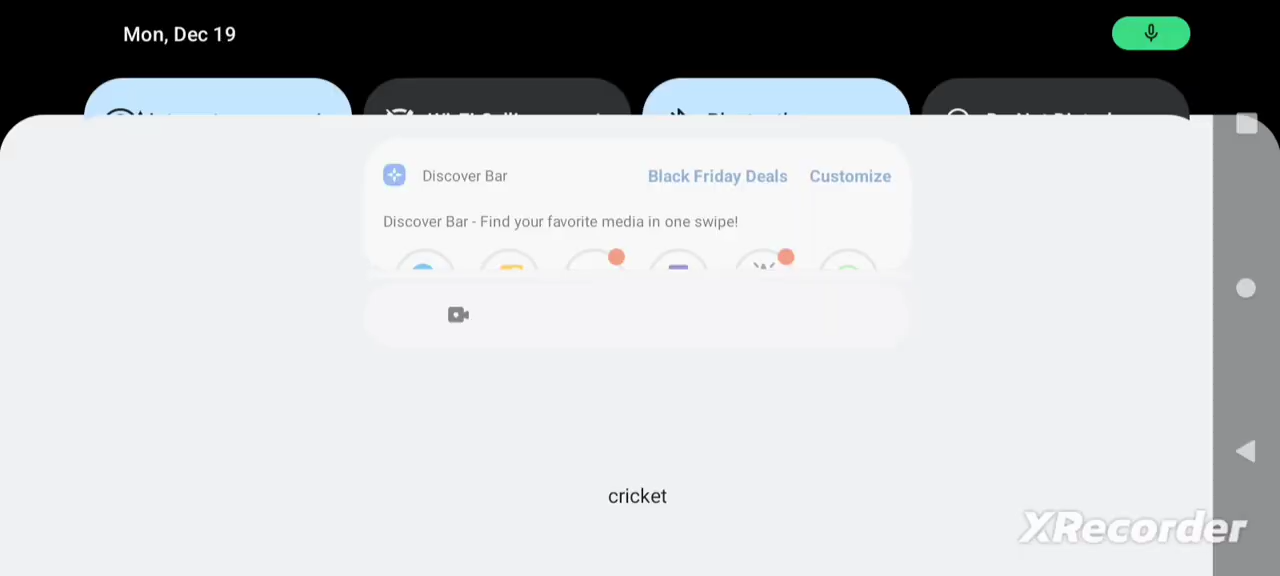 Mon, Dec 19
Discover Bar
Black Friday Deals
Customize
Discover Bar - Find your favorite media in one swipe!
cricket
XRecorder